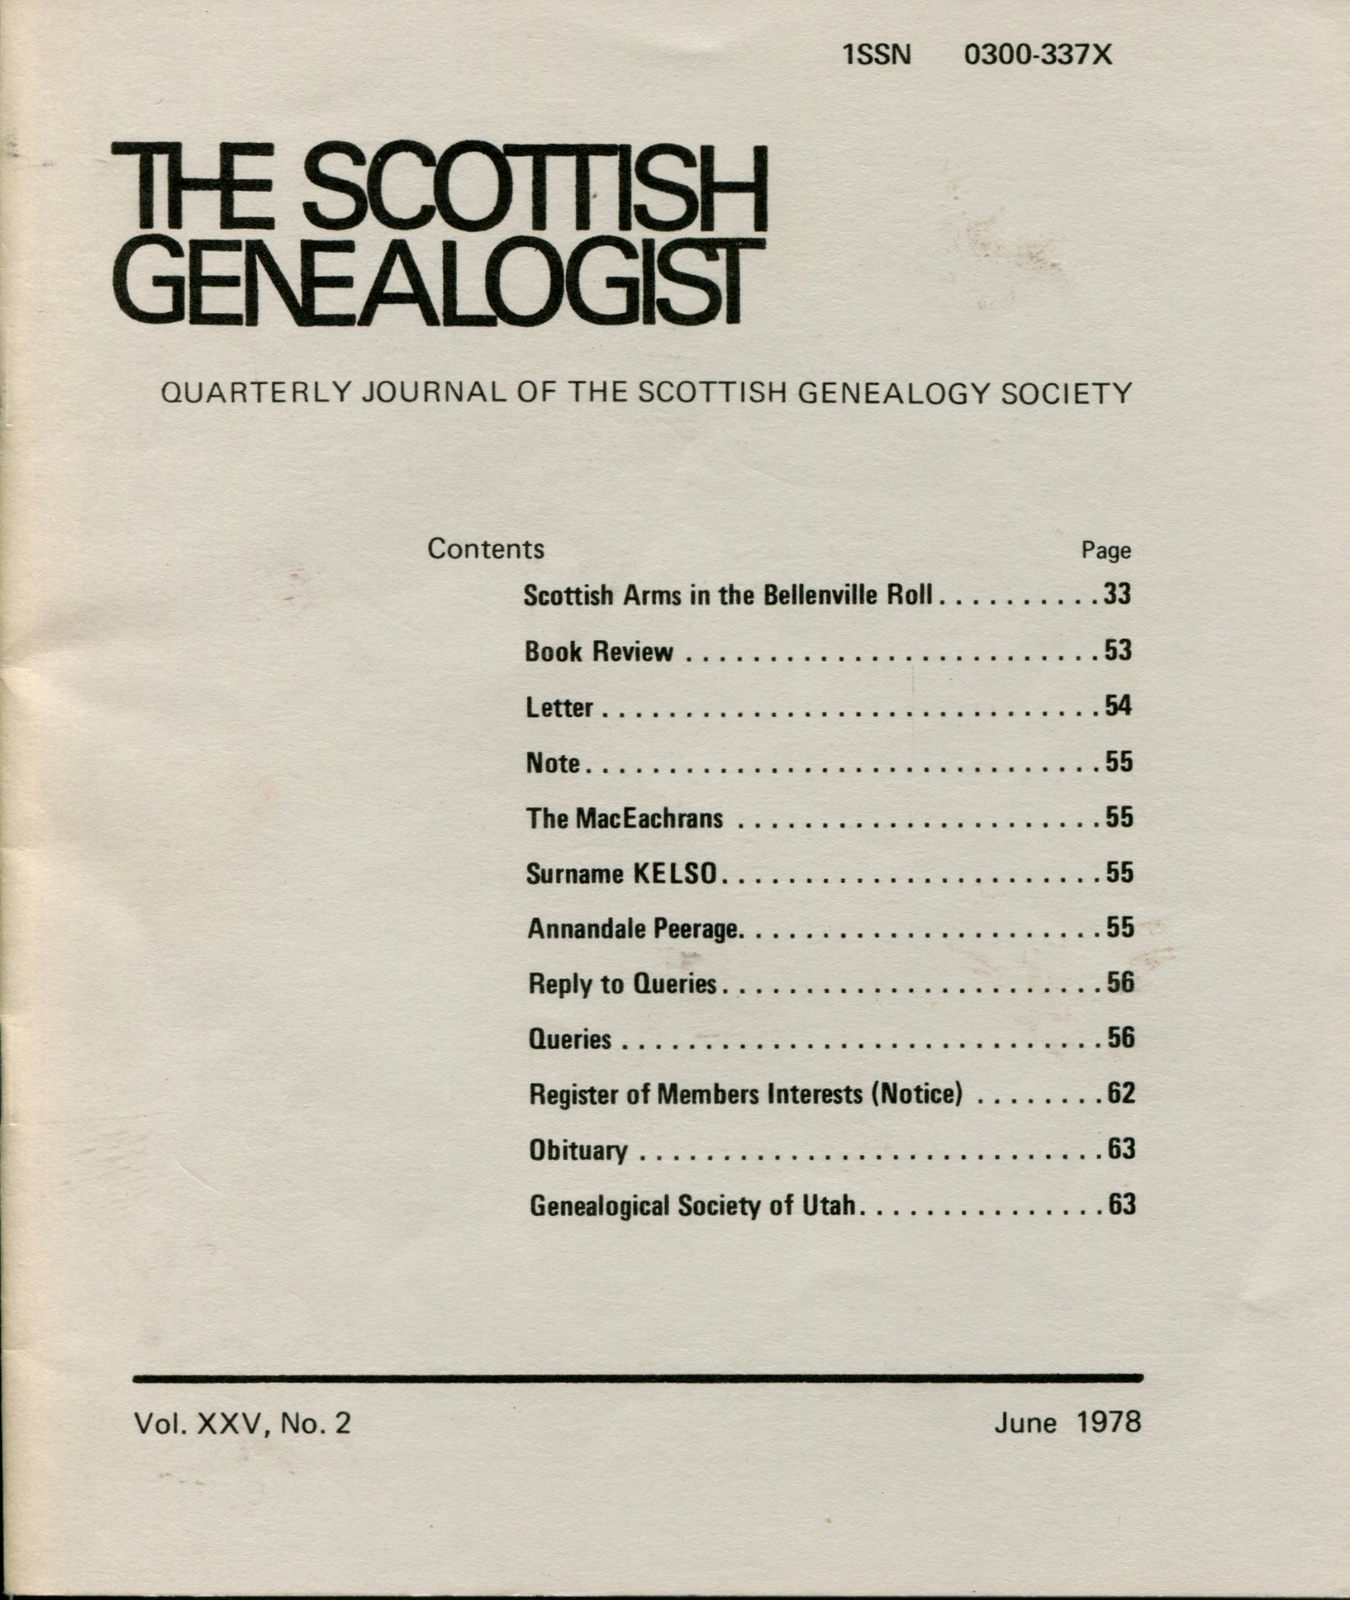 1SSN 0300-337X
THE SCOTTISH
GENEALOGIST
QUARTERLY JOURNAL OF THE SCOTTISH GENEALOGY SOCIETY
Contents Page
Scottish Arms in the Bellenville Roll. . . . . . . . . . 33
Book Review . . . . . . . . . . . . . . . . . . . . . . . . . 53
Letter . . . . . . . . . . . . . . . . . . . . . . . . . . . . . . 54
Note. . . . . . . . . . . . . . . . . . . . . . . . . . . . . . . 55
The MacEachrans . . . . . . . . . . . . . . . . . . . . . . 55
Surname KELSO. . . . . . . . . . . . . . . . . . . . . . . 55
Annandale Peerage. . . . . . . . . . . . . . . . . . . . . . 55
Reply to Queries. . . . . . . . . . . . . . . . . . . . . . . 56
Queries . . . . . . . . . . . . . . . . . . . . . . . . . . . . . 56
Register of Members Interests (Notice) . . . . . . . . 62
Obituary . . . . . . . . . . . . . . . . . . . . . . . . . . . . 63
Genealogical Society of Utah. . . . . . . . . . . . . . . 63
Vol. XXV, No. 2 June 1978